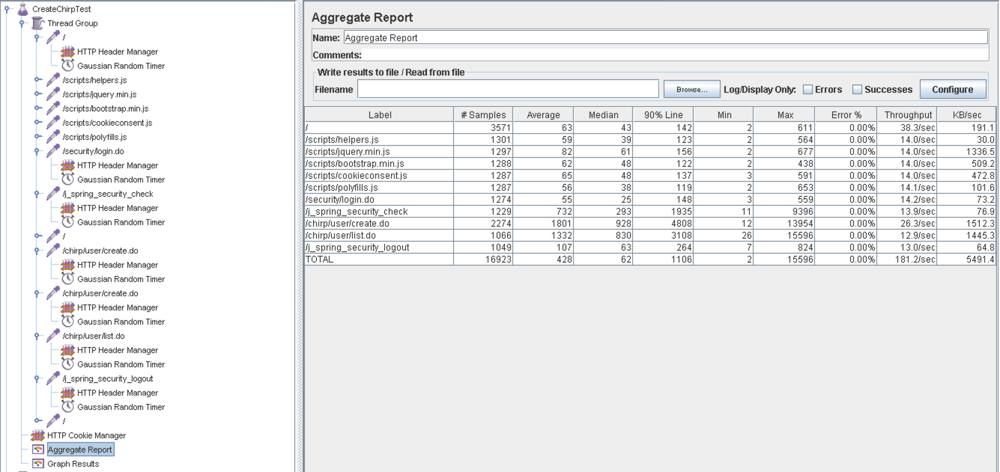 CreateChirpTest
Thread Group
/
HTTP Header Manager
Gaussian Random Timer
/scripts/helpers.js
/scripts/jquery.min.js
/scripts/bootstrap.min.js
/scripts/cookieconsent.js
/scripts/polyfills.js
/security/login.do
HTTP Header Manager
Gaussian Random Timer
/j_spring_security_check
HTTP Header Manager
Gaussian Random Timer
/
/chirp/user/create.do
HTTP Header Manager
Gaussian Random Timer
/chirp/user/create.do
HTTP Header Manager
Gaussian Random Timer
/chirp/user/list.do
HTTP Header Manager
Gaussian Random Timer
/j_spring_security_logout
HTTP Header Manager
Gaussian Random Timer
/
HTTP Cookie Manager
Aggregate Report
Graph Results
Aggregate Report
Name: Aggregate Report
Comments:
Write results to file / Read from file
Filename Browse... Log/Display Only: Errors Successes Configure
Label # Samples Average Median 90% Line Min Max Error % Throughput KB/sec
/ 3571 63 43 142 2 611 0.00% 38.3/sec 191.1
/scripts/helpers.js 1301 59 39 123 2 564 0.00% 14.0/sec 30.0
/scripts/jquery.min.js 1297 82 61 156 2 677 0.00% 14.0/sec 1336.5
/scripts/bootstrap.min.js 1288 62 48 122 2 438 0.00% 14.0/sec 509.2
/scripts/cookieconsent.js 1287 65 48 137 3 591 0.00% 14.0/sec 472.8
/scripts/polyfills.js 1287 56 38 119 2 653 0.00% 14.1/sec 101.6
/security/login.do 1274 55 25 148 3 559 0.00% 14.2/sec 73.2
/j_spring_security_check 1229 732 293 1935 11 9396 0.00% 13.9/sec 76.9
/chirp/user/create.do 2274 1801 928 4808 12 13954 0.00% 26.3/sec 1512.3
/chirp/user/list.do 1066 1332 830 3108 26 15596 0.00% 12.9/sec 1445.3
/j_spring_security_logout 1049 107 63 264 7 824 0.00% 13.0/sec 64.8
TOTAL 16923 428 62 1106 2 15596 0.00% 181.2/sec 5491.4